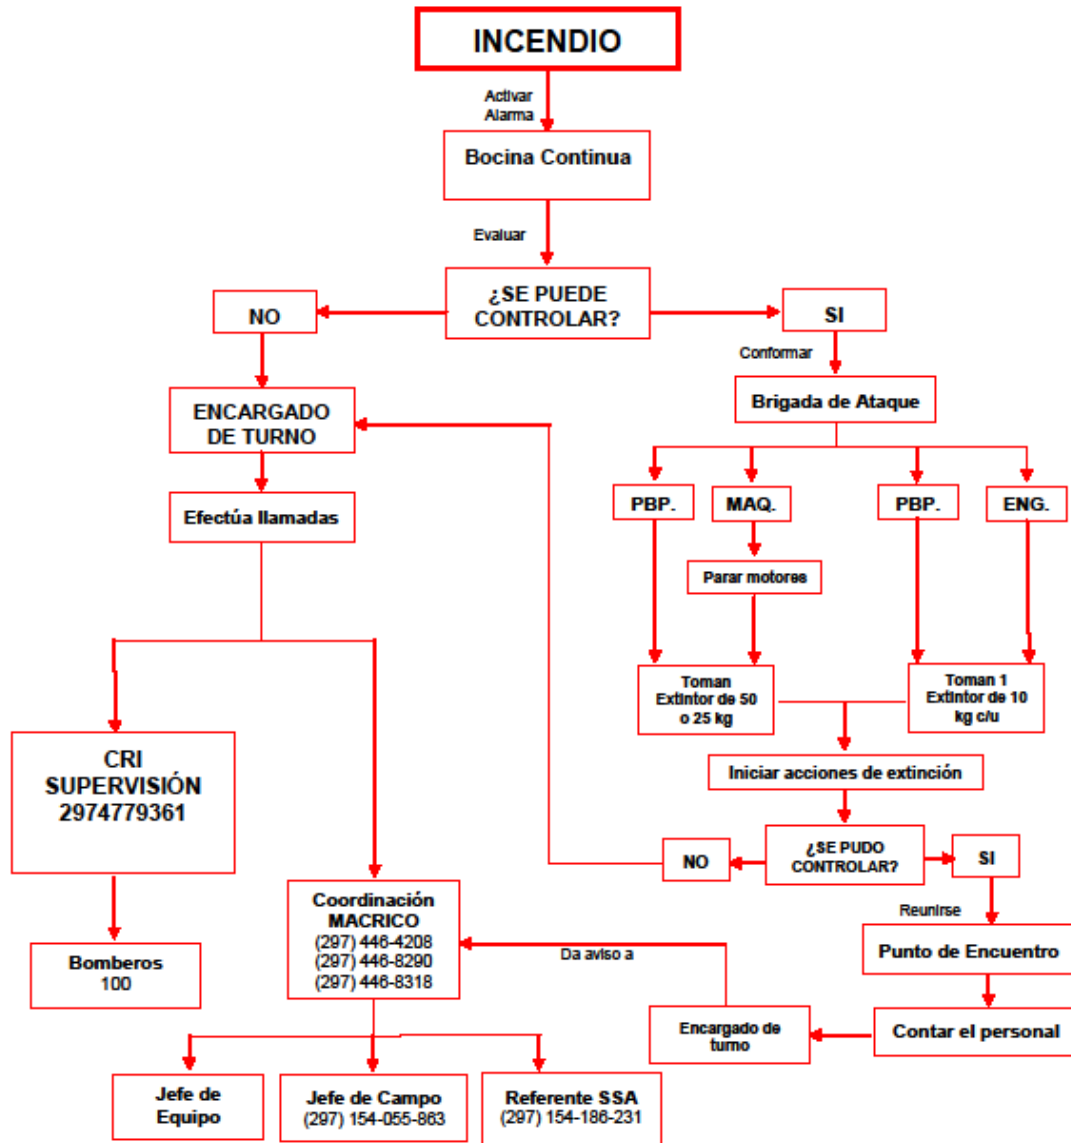 INCENDIO
Activar
Alarma
Bocina Continua
Evaluar
¿SE PUEDE
CONTROLAR?
NO
SI
Conformar
ENCARGADO
DE TURNO
Brigada de Ataque
Efectúa llamadas
PBP.
MAQ.
PBP.
ENG.
Parar motores
Toman
Extintor de 50
o 25 kg
Toman 1
Extintor de 10
kg c/u
CRI
SUPERVISIÓN
2974779361
Iniciar acciones de extinción
¿SE PUDO
CONTROLAR?
NO
SI
Reunirse
Coordinación
MACRICO
(297) 446-4208
(297) 446-8290
(297) 446-8318
Bomberos
100
Da aviso a
Punto de Encuentro
Contar el personal
Encargado de
turno
Jefe de
Equipo
Jefe de Campo
(297) 154-055-863
Referente SSA
(297) 154-186-231